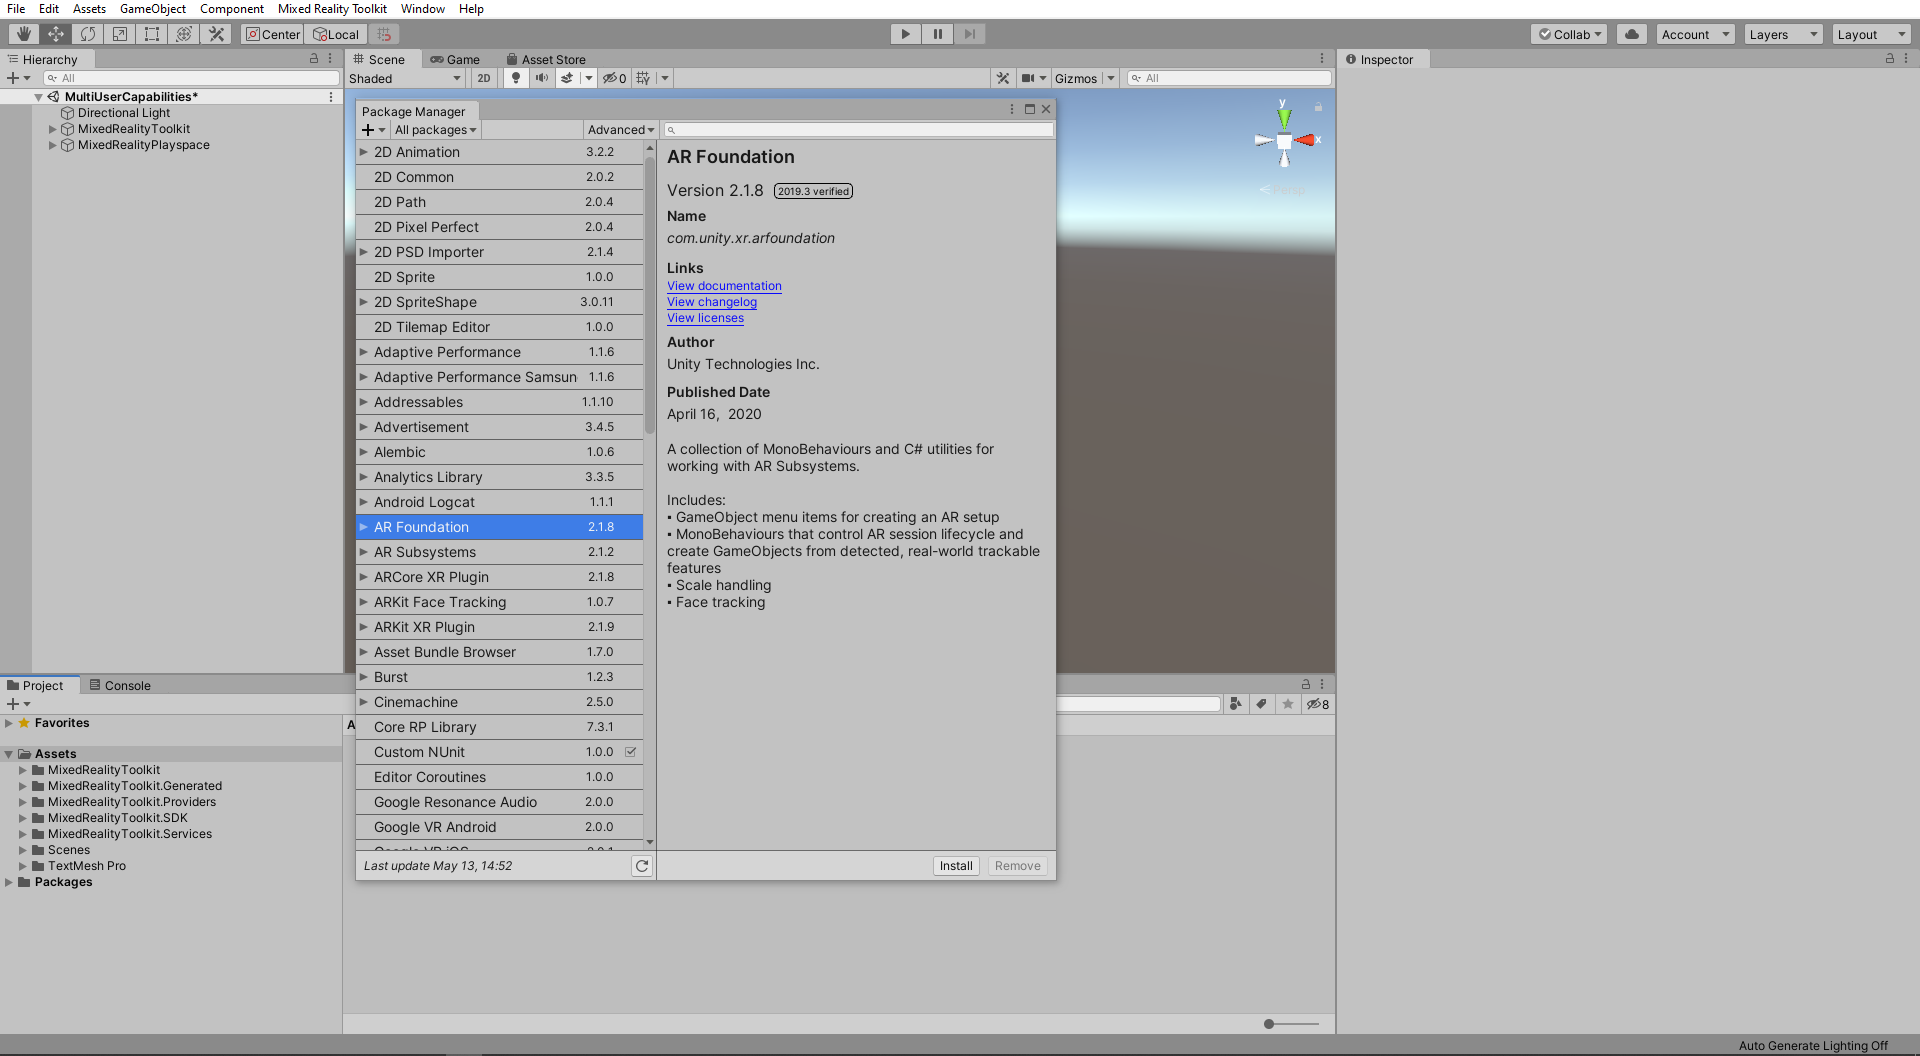 File Edit Assets GameObject Component Mixed Reality Toolkit Window Help
Center Local Collab Account Layers Layout
Hierarchy
All
MultiUserCapabilities*
Directional Light
MixedRealityToolkit
MixedRealityPlayspace
Scene Game Asset Store
Shaded 2D 0 Gizmos All
y
x
Persp
Inspector
Package Manager
All packages Advanced
2D Animation 3.2.2
2D Common 2.0.2
2D Path 2.0.4
2D Pixel Perfect 2.0.4
2D PSD Importer 2.1.4
2D Sprite 1.0.0
2D SpriteShape 3.0.11
2D Tilemap Editor 1.0.0
Adaptive Performance 1.1.6
Adaptive Performance Samsun 1.1.6
Addressables 1.1.10
Advertisement 3.4.5
Alembic 1.0.6
Analytics Library 3.3.5
Android Logcat 1.1.1
AR Foundation 2.1.8
AR Subsystems 2.1.2
ARCore XR Plugin 2.1.8
ARKit Face Tracking 1.0.7
ARKit XR Plugin 2.1.9
Asset Bundle Browser 1.7.0
Burst 1.2.3
Cinemachine 2.5.0
Core RP Library 7.3.1
Custom NUnit 1.0.0
Editor Coroutines 1.0.0
Google Resonance Audio 2.0.0
Google VR Android 2.0.0
Google VR iOS 2.0.1
Last update May 13, 14:52
AR Foundation
Version 2.1.8 2019.3 verified
Name
com.unity.xr.arfoundation
Links
View documentation
View changelog
View licenses
Author
Unity Technologies Inc.
Published Date
April 16, 2020
A collection of MonoBehaviours and C# utilities for
working with AR Subsystems.
Includes:
▪ GameObject menu items for creating an AR setup
▪ MonoBehaviours that control AR session lifecycle and
create GameObjects from detected, real-world trackable
features
▪ Scale handling
▪ Face tracking
Install Remove
Project Console
8
Favorites
Assets
MixedRealityToolkit
MixedRealityToolkit.Generated
MixedRealityToolkit.Providers
MixedRealityToolkit.SDK
MixedRealityToolkit.Services
Scenes
TextMesh Pro
Packages
A
Auto Generate Lighting Off